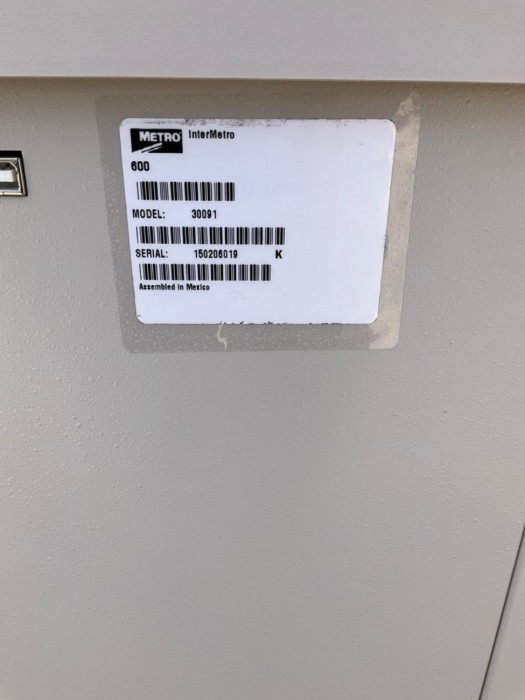 METRO InterMetro
600
MODEL: 30091
SERIAL: 150206019 K
Assembled in Mexico